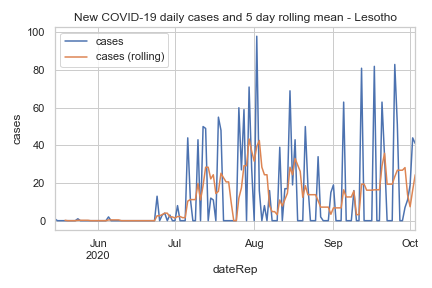 New COVID-19 daily cases and 5 day rolling mean - Lesotho
cases
cases (rolling)
100
80
60
40
20
0
cases
Jun
2020
Jul
Aug
Sep
Oct
dateRep